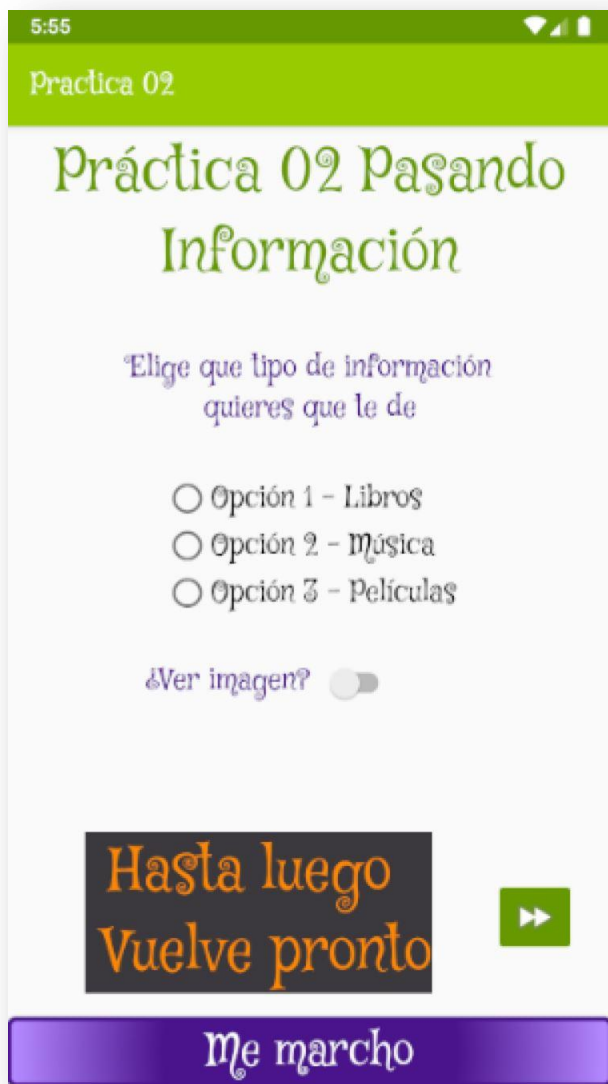 5:55
Practica 02
Práctica 02 Pasando
Información
Elige que tipo de información
quieres que te de
Opción 1 - Libros
Opción 2 - Música
Opción 3 - Películas
¿Ver imagen?
Hasta luego
Vuelve pronto
Me marcho